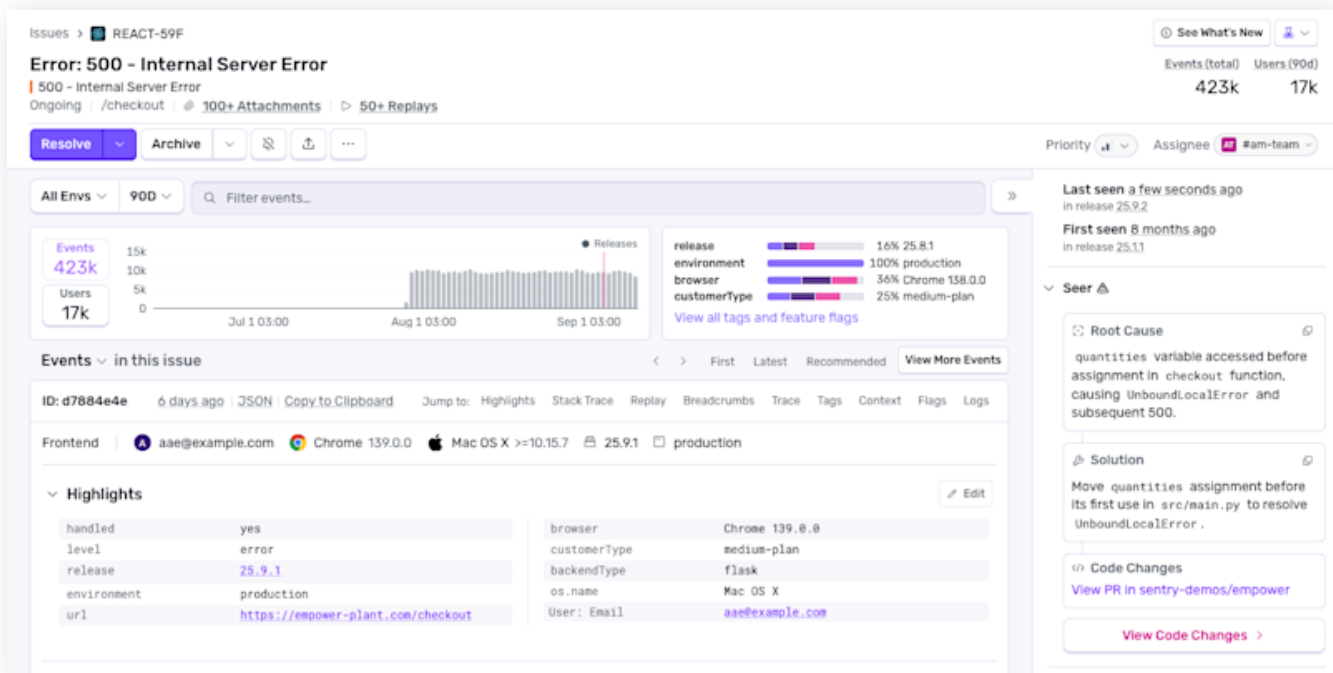 Issues > REACT-59F
See What's New
Error: 500 - Internal Server Error
Events (total) Users (90d)
500 - Internal Server Error
423k 17k
Ongoing /checkout 100+ Attachments 50+ Replays
Resolve Archive ...
Priority Assignee AT #am-team
All Envs 90D Filter events...
Last seen a few seconds ago
in release 25.9.2
First seen 8 months ago
in release 25.1.1
Events
423k
Users
17k
Releases
15k
10k
5k
0
Jul 1 03:00 Aug 1 03:00 Sep 1 03:00
release 16% 25.8.1
environment 100% production
browser 36% Chrome 138.0.0
customerType 25% medium-plan
View all tags and feature flags
Seer
Root Cause
quantities variable accessed before
assignment in checkout function,
causing UnboundLocalError and
subsequent 500.
Events in this issue
First Latest Recommended View More Events
ID: d7884e4e 6 days ago JSON Copy to Clipboard Jump to: Highlights Stack Trace Replay Breadcrumbs Trace Tags Context Flags Logs
Frontend A aae@example.com Chrome 139.0.0 Mac OS X >=10.15.7 25.9.1 production
Solution
Move quantities assignment before
its first use in src/main.py to resolve
UnboundLocalError.
Highlights
Edit
handled yes
level error
release 25.9.1
environment production
url https://empower-plant.com/checkout
browser Chrome 139.0.0
customerType medium-plan
backendType flask
os.name Mac OS X
User: Email aae@example.com
</> Code Changes
View PR in sentry-demos/empower
View Code Changes >